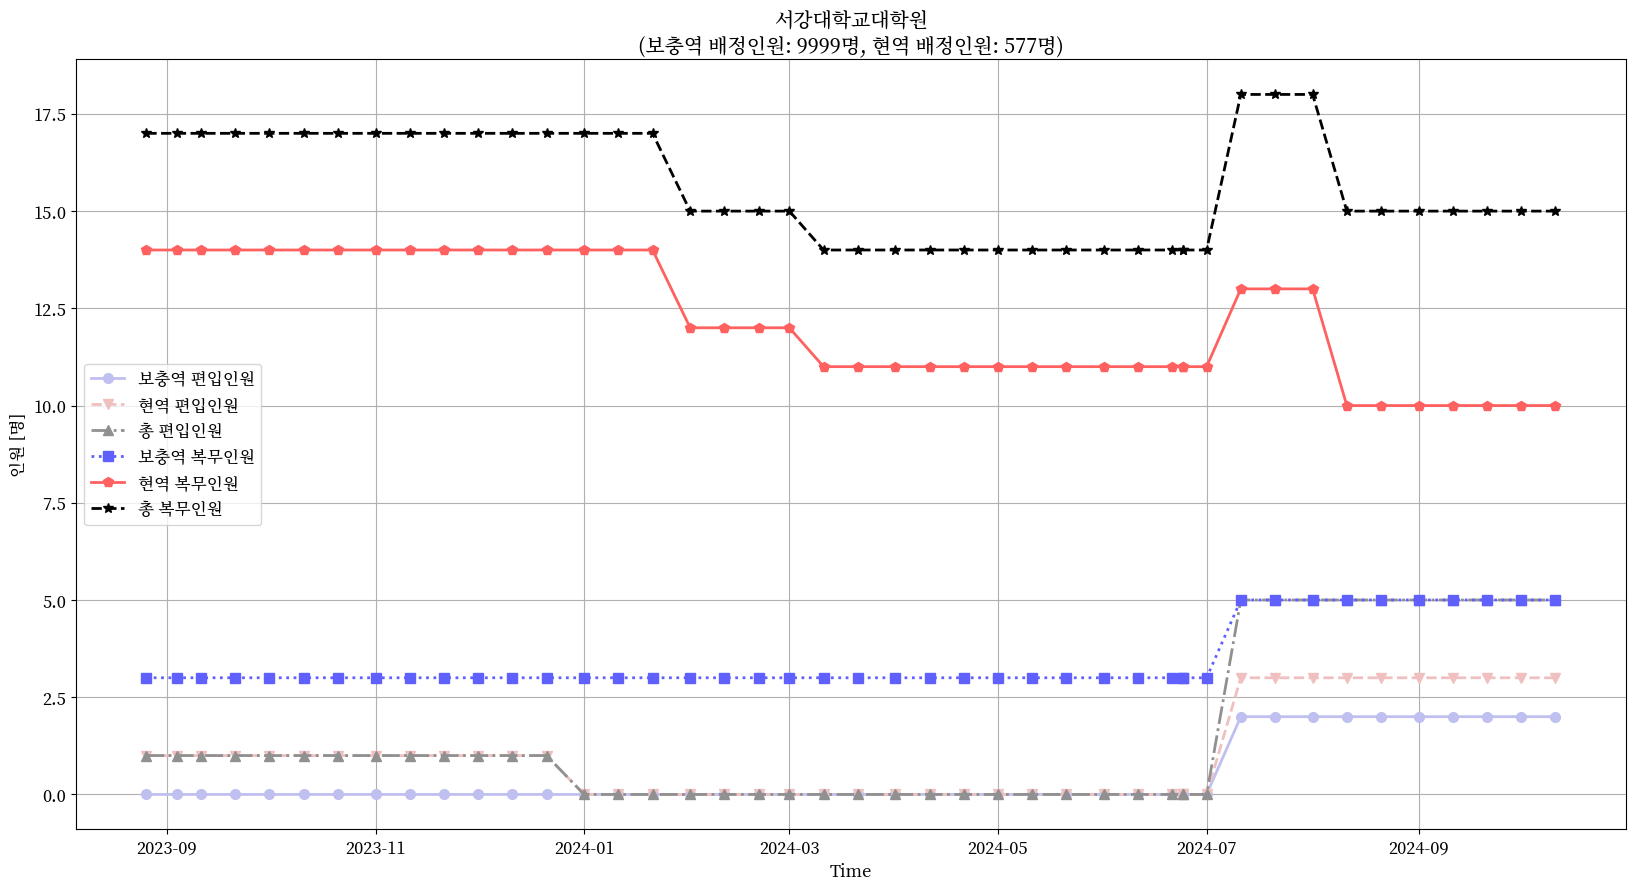 서강대학교대학원
(보충역 배정인원: 9999명, 현역 배정인원: 577명)
17.5
15.0
12.5
10.0
7.5
5.0
2.5
0.0
인원 [명]
보충역 편입인원
현역 편입인원
총 편입인원
보충역 복무인원
현역 복무인원
총 복무인원
2023-09
2023-11
2024-01
2024-03
2024-05
2024-07
2024-09
Time